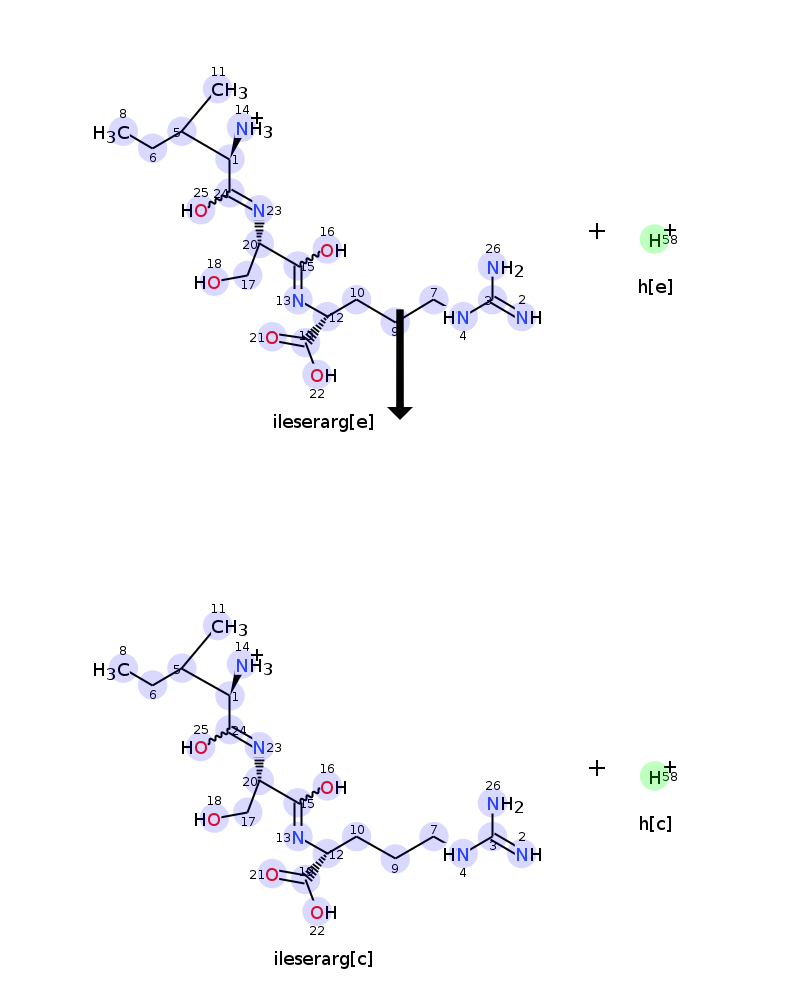 11
CH3
8
14
+
H3C
5
NH3
6
1
25
24
HO
N
23
20
16
OH
15
18
HO
17
N
13
12
10
9
7
HN
4
3
26
NH2
2
NH
21
O
19
OH
22
+
H
+
58
h[e]
ileserarg[e]
11
CH3
8
14
+
H3C
5
NH3
6
1
25
24
HO
N
23
20
16
OH
15
18
HO
17
N
13
12
10
9
7
HN
4
3
26
NH2
2
NH
21
O
19
OH
22
+
H
+
58
h[c]
ileserarg[c]